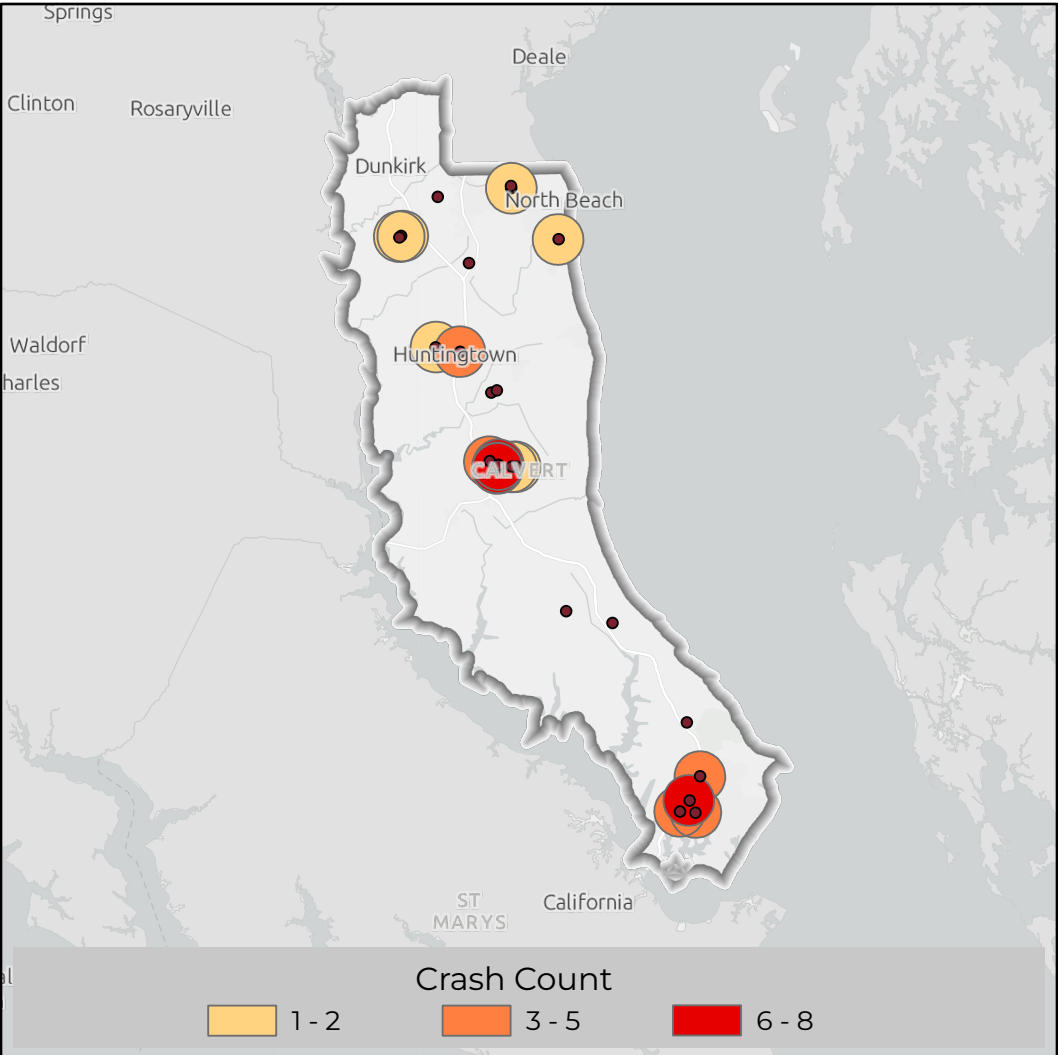 Springs
Deale
Clinton
Rosaryville
Dunkirk
North Beach
Waldorf
harles
Huntingtown
CALVERT
ST
MARYS
California
al
Crash Count
1 - 2
3 - 5
6 - 8